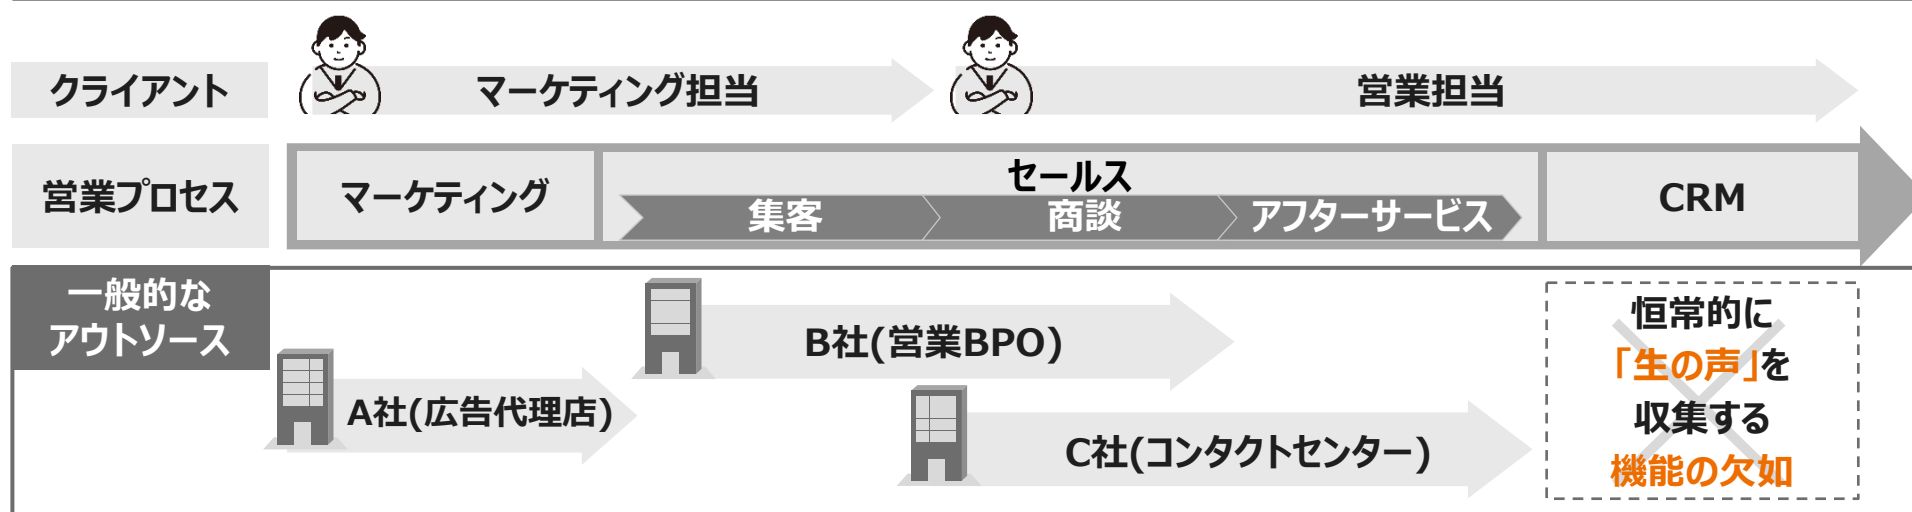 クライアント
マーケティング担当
営業担当
営業プロセス
マーケティング
セールス
集客
商談
アフターサービス
CRM
一般的な
アウトソース
A社(広告代理店)
B社(営業BPO)
C社(コンタクトセンター)
恒常的に
「生の声」を
収集する
機能の欠如